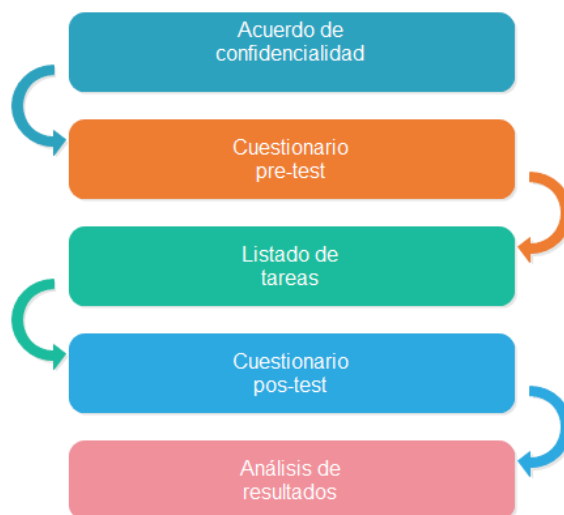 Acuerdo de
confidencialidad
Cuestionario
pre-test
Listado de
tareas
Cuestionario
pos-test
Análisis de
resultados